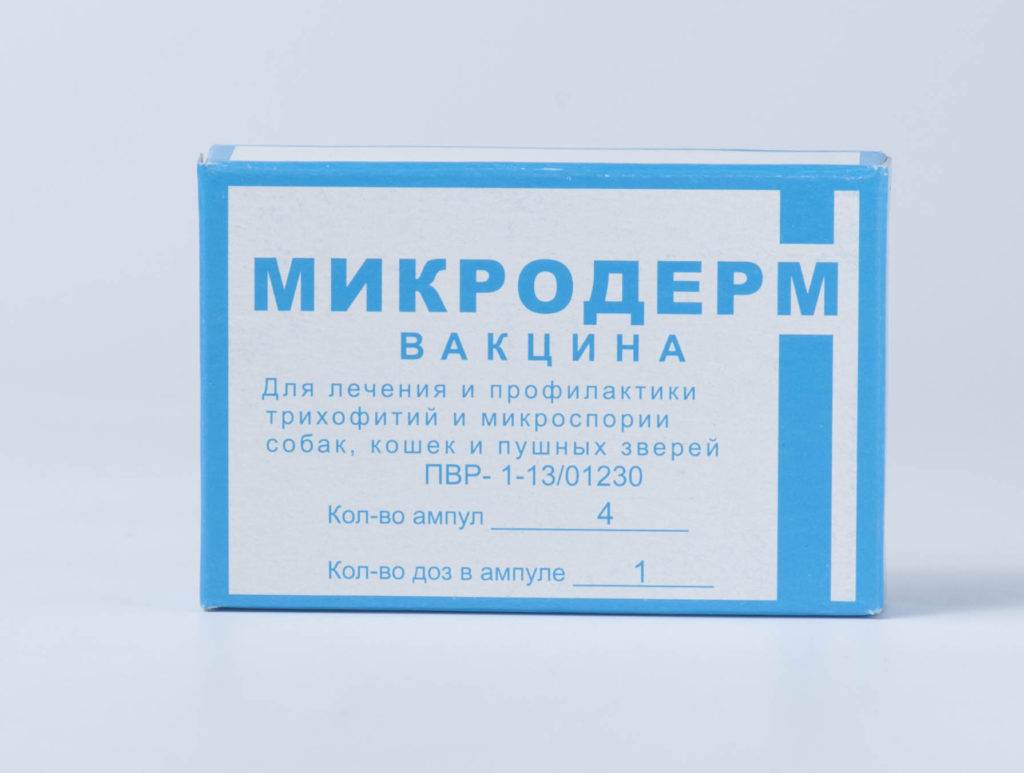 МИКРОДЕРМ
ВАКЦИНА
Для лечения и профилактики
трихофитий и микроспории
собак, кошек и пушных зверей
ПВР- 1-13/01230
Кол-во ампул 4
Кол-во доз в ампуле 1